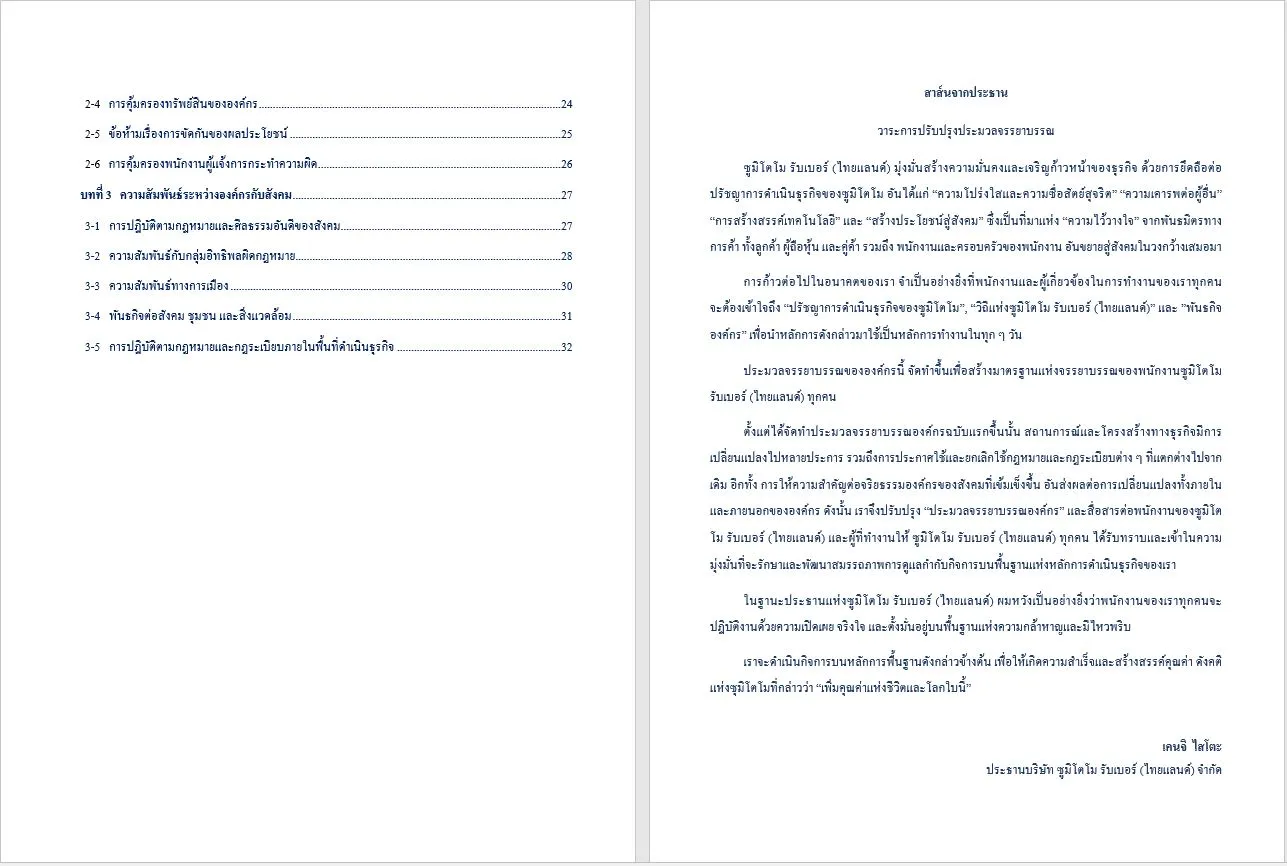 2-4 การคุ้มครองทรัพย์สินขององค์กร.....24
2-5 ข้อห้ามเรื่องการขัดกันของผลประโยชน์.....25
2-6 การคุ้มครองพนักงานผู้แจ้งการกระทำความผิด.....26
บทที่ 3 ความสัมพันธ์ระหว่างองค์กรกับสังคม.....27
3-1 การปฏิบัติตามกฎหมายและศีลธรรมอันดีของสังคม.....27
3-2 ความสัมพันธ์กับกลุ่มอิทธิพลผิดกฎหมาย.....28
3-3 ความสัมพันธ์ทางการเมือง.....30
3-4 พันธกิจต่อสังคม ชุมชน และสิ่งแวดล้อม.....31
3-5 การปฏิบัติตามกฎหมายและกฎระเบียบภายในพื้นที่ดำเนินธุรกิจ.....32
สาส์นจากประธาน
วาระการปรับปรุงประมวลจรรยาบรรณ
ซูมิโตโม รับเบอร์ (ไทยแลนด์) มุ่งมั่นสร้างความมั่นคงและเจริญก้าวหน้าของธุรกิจ ด้วยการยึดถือต่อ
ปรัชญาการดำเนินธุรกิจของซูมิโตโม อันได้แก่ “ความโปร่งใสและความซื่อสัตย์สุจริต” “ความเคารพต่อผู้อื่น”
“การสร้างสรรค์เทคโนโลยี” และ “สร้างประโยชน์สู่สังคม” ซึ่งเป็นที่มาแห่ง “ความไว้วางใจ” จากพันธมิตรทาง
การค้า ทั้งลูกค้า ผู้ถือหุ้น และคู่ค้า รวมถึง พนักงานและครอบครัวของพนักงาน อันขยายสู่สังคมในวงกว้างเสมอมา
การก้าวต่อไปในอนาคตของเรา จำเป็นอย่างยิ่งที่พนักงานและผู้เกี่ยวข้องในการทำงานของเราทุกคน
จะต้องเข้าใจถึง “ปรัชญาการดำเนินธุรกิจของซูมิโตโม”, “วิถีแห่งซูมิโตโม รับเบอร์ (ไทยแลนด์)” และ ”พันธกิจ
องค์กร” เพื่อนำหลักการดังกล่าวมาใช้เป็นหลักการทำงานในทุก ๆ วัน
ประมวลจรรยาบรรณขององค์กรนี้ จัดทำขึ้นเพื่อสร้างมาตรฐานแห่งจรรยาบรรณของพนักงานซูมิโตโม
รับเบอร์ (ไทยแลนด์) ทุกคน
ตั้งแต่ได้จัดทำประมวลจรรยาบรรณองค์กรฉบับแรกขึ้นนั้น สถานการณ์และโครงสร้างทางธุรกิจมีการ
เปลี่ยนแปลงไปหลายประการ รวมถึงการประกาศใช้และยกเลิกใช้กฎหมายและกฎระเบียบต่าง ๆ ที่แตกต่างไปจาก
เดิม อีกทั้ง การให้ความสำคัญต่อจริยธรรมองค์กรของสังคมที่เข้มแข็งขึ้น อันส่งผลต่อการเปลี่ยนแปลงทั้งภายใน
และภายนอกขององค์กร ดังนั้น เราจึงปรับปรุง “ประมวลจรรยาบรรณองค์กร” และสื่อสารต่อพนักงานของซูมิโต
โม รับเบอร์ (ไทยแลนด์) และผู้ที่ทำงานให้ ซูมิโตโม รับเบอร์ (ไทยแลนด์) ทุกคน ได้รับทราบและเข้าในความ
มุ่งมั่นที่จะรักษาและพัฒนาสมรรถภาพการดูแลกำกับกิจการบนพื้นฐานแห่งหลักการดำเนินธุรกิจของเรา
ในฐานะประธานแห่งซูมิโตโม รับเบอร์ (ไทยแลนด์) ผมหวังเป็นอย่างยิ่งว่าพนักงานของเราทุกคนจะ
ปฏิบัติงานด้วยความเปิดเผย จริงใจ และตั้งมั่นอยู่บนพื้นฐานแห่งความกล้าหาญและมีไหวพริบ
เราจะดำเนินกิจการบนหลักการพื้นฐานดังกล่าวข้างต้น เพื่อให้เกิดความสำเร็จและสร้างสรรค์คุณค่า ดังคติ
แห่งซูมิโตโมที่กล่าวว่า “เพิ่มคุณค่าแห่งชีวิตและโลกใบนี้”
เคนจิ ไสโตะ
ประธานบริษัท ซูมิโตโม รับเบอร์ (ไทยแลนด์) จำกัด